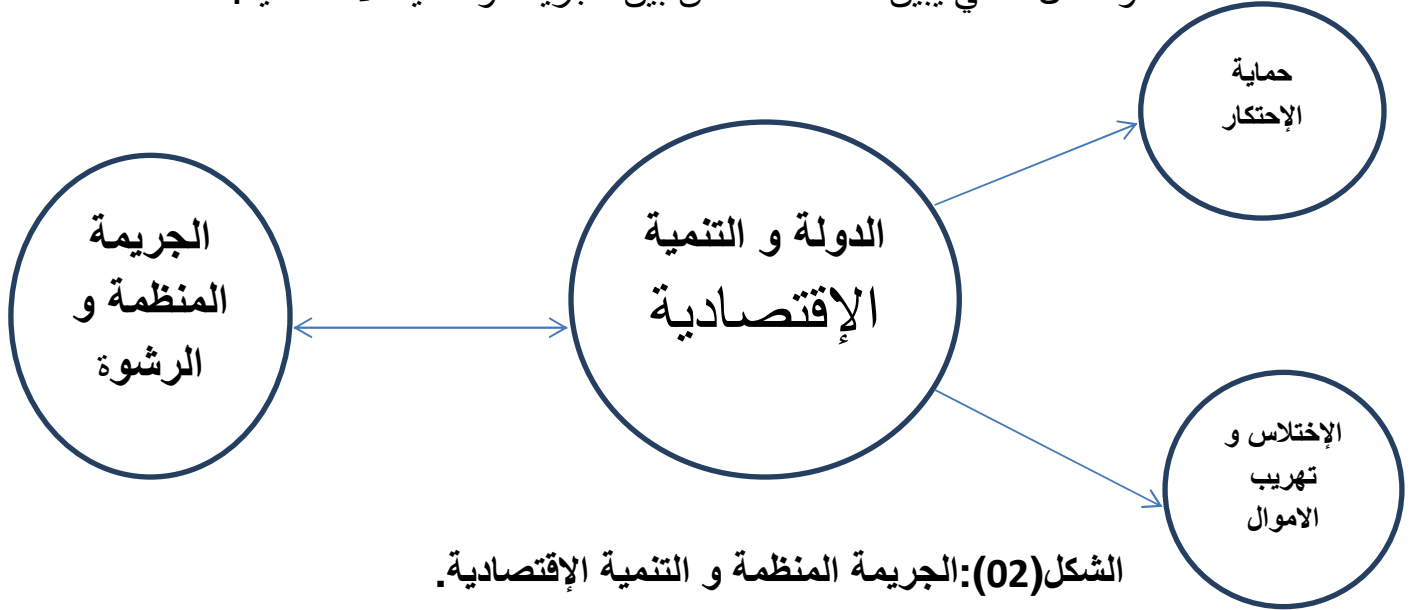 حماية
الإحتكار
الدولة و التنمية
الإقتصادية
الجريمة
المنظمة و
الرشوة
الإختلاس و
تهريب
الاموال
الشكل(02):الجريمة المنظمة و التنمية الإقتصادية.